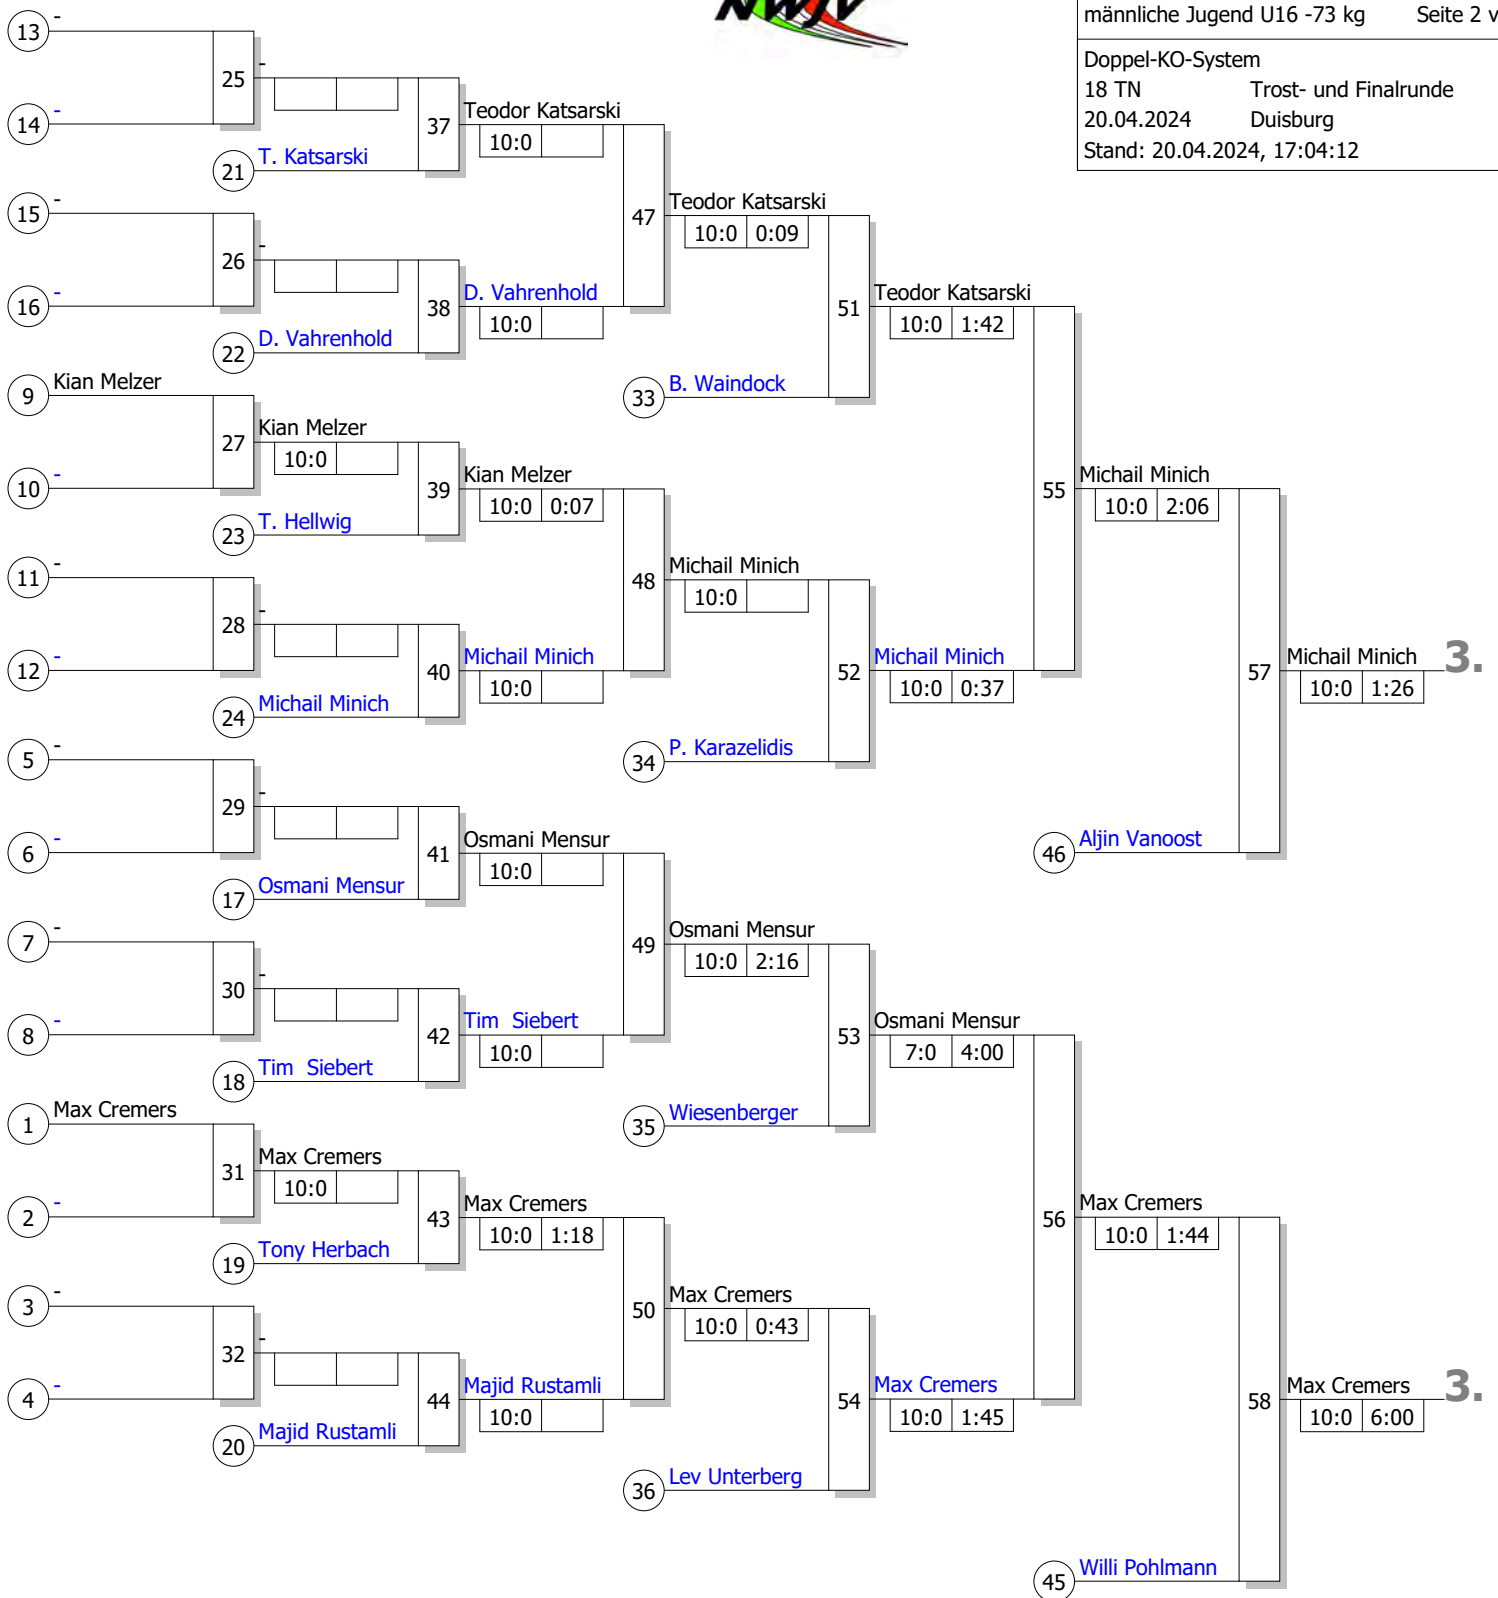 NWJV
männliche Jugend U16 -73 kg Seite 2 v
Doppel-KO-System
18 TN Trost- und Finalrunde
20.04.2024 Duisburg
Stand: 20.04.2024, 17:04:12
13 -
25 -
14 -
37 Teodor Katsarski
10:0
21 T. Katsarski
15 -
47 Teodor Katsarski
10:0 0:09
26 -
16 -
38 D. Vahrenhold
10:0
22 D. Vahrenhold
51 Teodor Katsarski
10:0 1:42
33 B. Waindock
9 Kian Melzer
27 Kian Melzer
10:0
10 -
39 Kian Melzer
10:0 0:07
23 T. Hellwig
55 Michail Minich
10:0 2:06
11 -
48 Michail Minich
10:0
28 -
12 -
40 Michail Minich
10:0
24 Michail Minich
52 Michail Minich
10:0 0:37
57 Michail Minich 3.
10:0 1:26
34 P. Karazelidis
5 -
29 -
6 -
41 Osmani Mensur
10:0
17 Osmani Mensur
46 Aljin Vanoost
7 -
49 Osmani Mensur
10:0 2:16
30 -
8 -
42 Tim Siebert
10:0
18 Tim Siebert
53 Osmani Mensur
7:0 4:00
35 Wiesenberger
1 Max Cremers
31 Max Cremers
10:0
2 -
43 Max Cremers
10:0 1:18
19 Tony Herbach
56 Max Cremers
10:0 1:44
3 -
50 Max Cremers
10:0 0:43
32 -
4 -
44 Majid Rustamli
10:0
20 Majid Rustamli
54 Max Cremers
10:0 1:45
58 Max Cremers 3.
10:0 6:00
36 Lev Unterberg
45 Willi Pohlmann